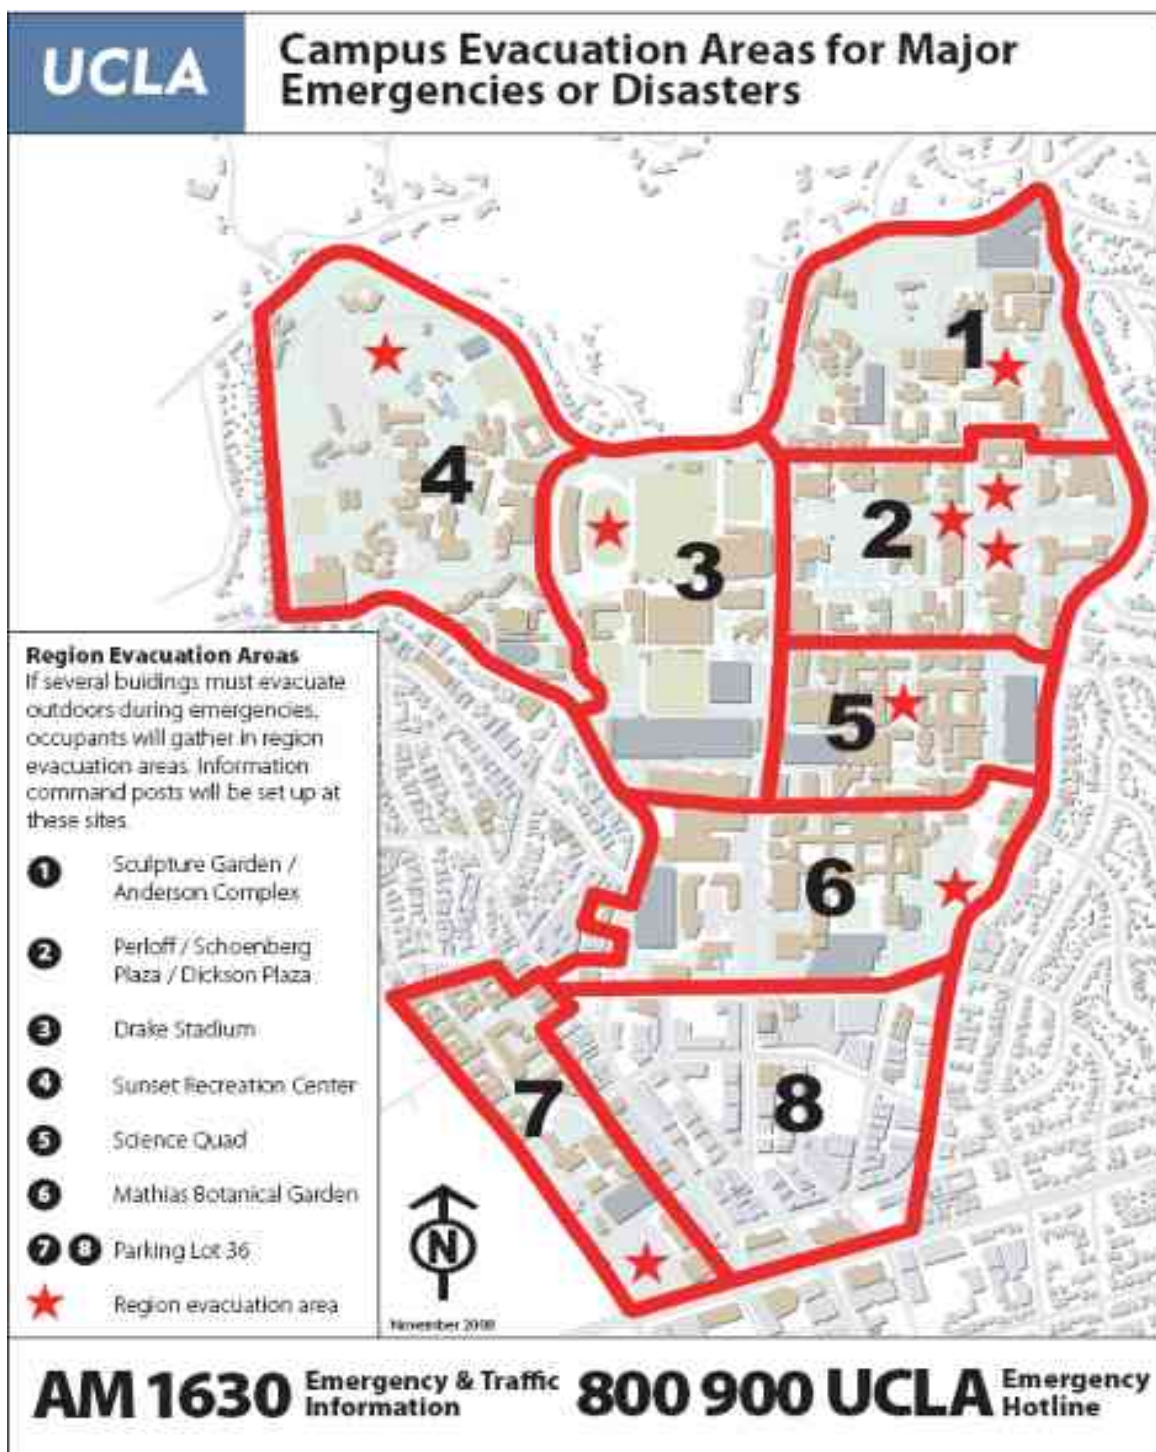 UCLA
Campus Evacuation Areas for Major
Emergencies or Disasters
1
2
3
4
5
6
7
8
Region Evacuation Areas
If several buidings must evacuate
outdoors during emergencies,
occupants will gather in region
evacuation areas. Information
command posts will be set up at
these sites.
1 Sculpture Garden /
Anderson Complex
2 Perloff / Schoenberg
Plaza / Dickson Plaza
3 Drake Stadium
4 Sunset Recreation Center
5 Science Quad
6 Mathias Botanical Garden
7 8 Parking Lot 36
Region evacuation area
N
November 2008
AM 1630 Emergency & Traffic
Information
800 900 UCLA Emergency
Hotline